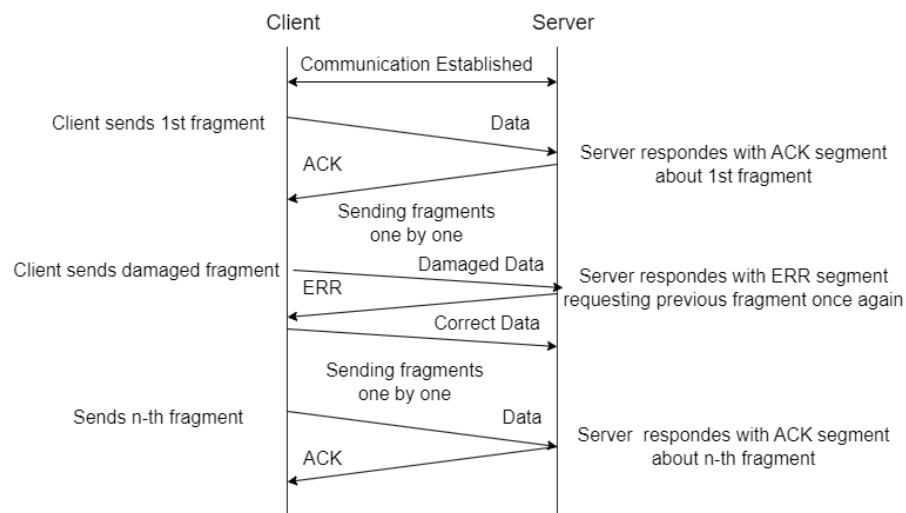 Client
Server
Communication Established
Client sends 1st fragment
Data
Server respondes with ACK segment
about 1st fragment
ACK
Sending fragments
one by one
Client sends damaged fragment
Damaged Data
Server respondes with ERR segment
requesting previous fragment once again
ERR
Correct Data
Sending fragments
one by one
Sends n-th fragment
Data
Server respondes with ACK segment
about n-th fragment
ACK